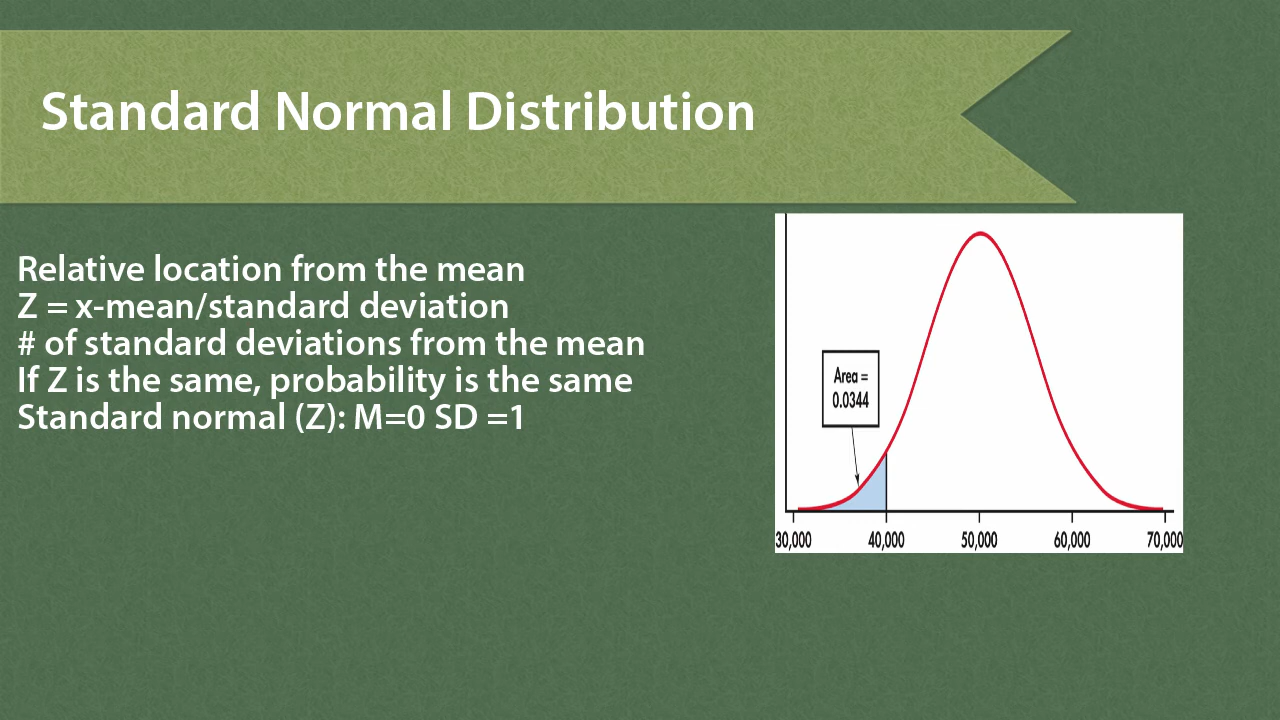 Standard Normal Distribution
Relative location from the mean
Z = x-mean/standard deviation
# of standard deviations from the mean
If Z is the same, probability is the same
Standard normal (Z): M=0 SD =1
Area =
0.0344
30,000 40,000 50,000 60,000 70,000